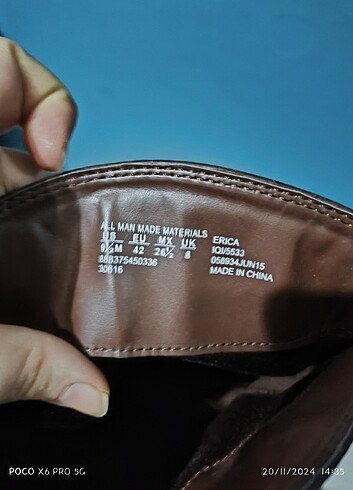 ALL MAN MADE MATERIALS
US EU MX UK
9½M 42 26½ 8
888375450336
30616
ERICA
IQI/5533
058934JUN15
MADE IN CHINA
POCO X6 PRO 5G
20/11/2024 14:35